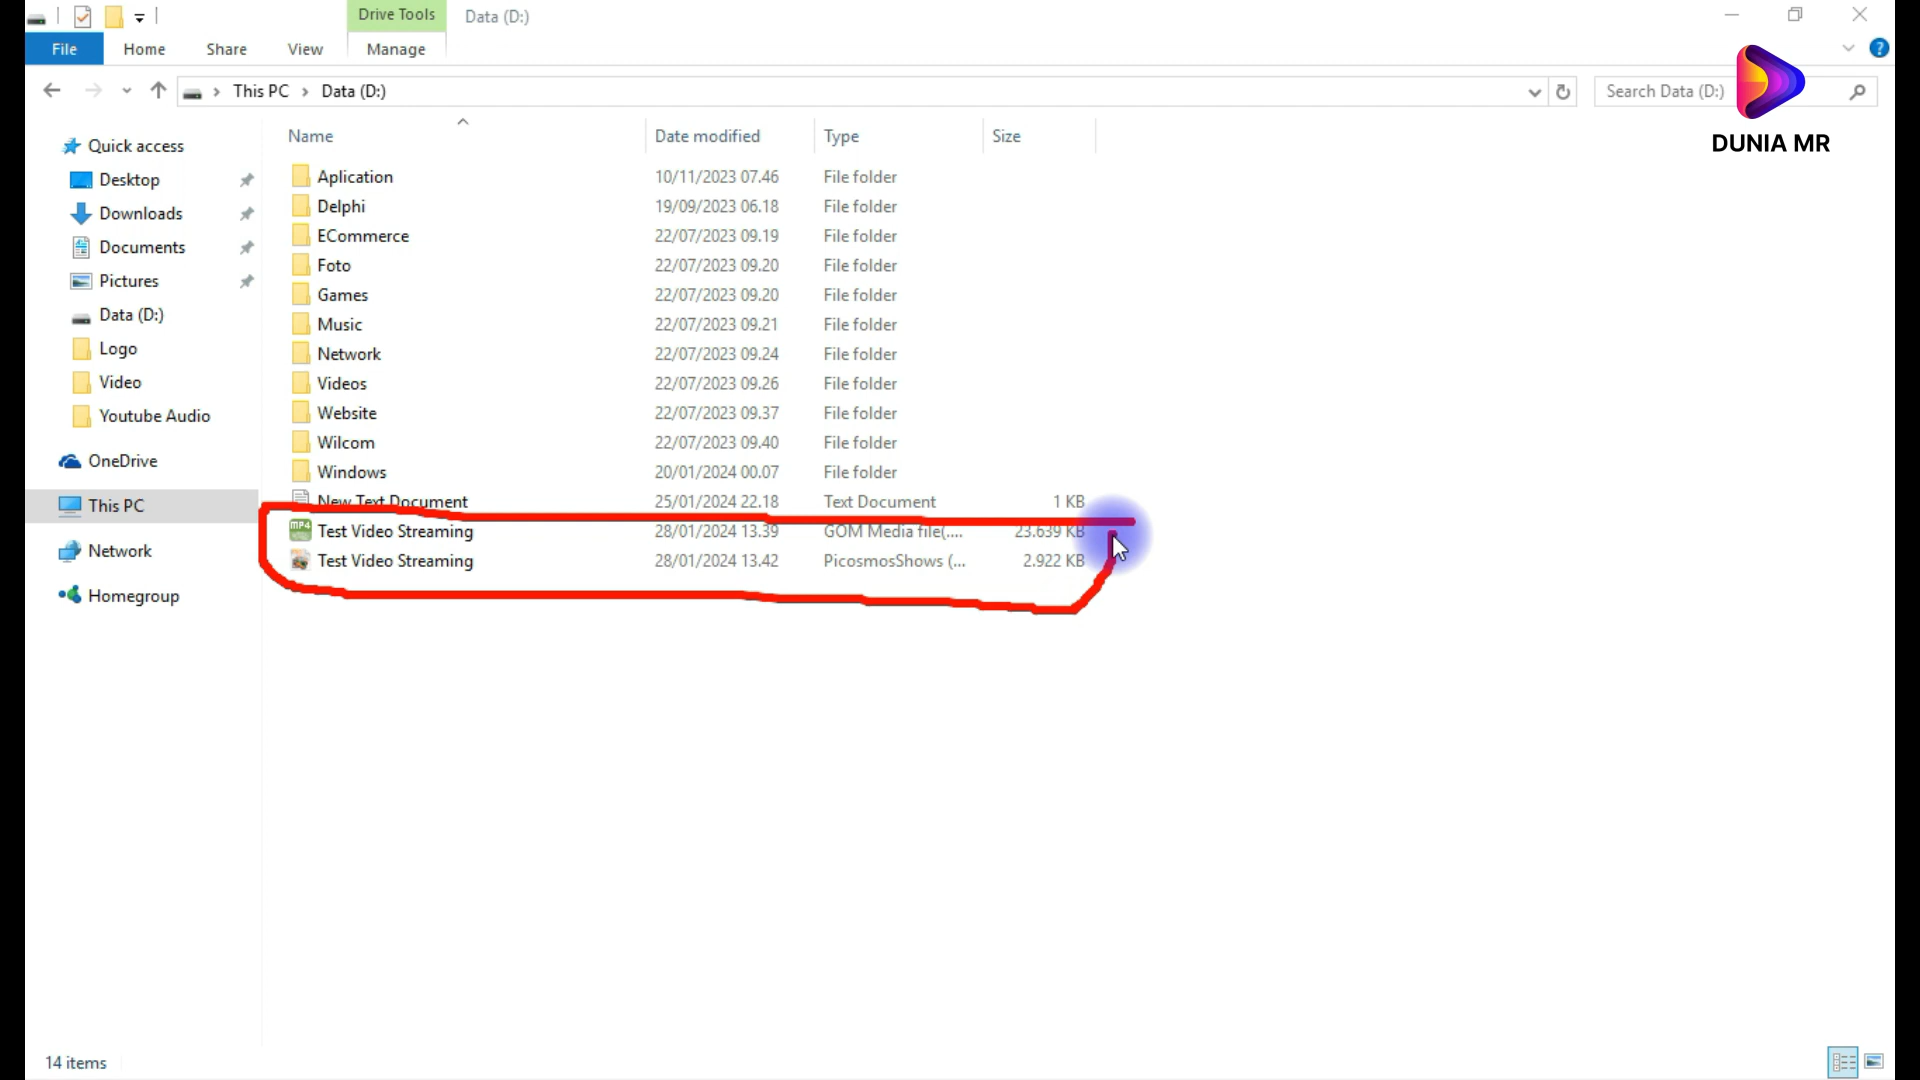 Drive Tools
Data (D:)
File
Home
Share
View
Manage
?
This PC
Data (D:)
Search Data (D:)
DUNIA MR
Quick access
Desktop
Downloads
Documents
Pictures
Data (D:)
Logo
Video
Youtube Audio
OneDrive
This PC
Network
Homegroup
Name Date modified Type Size
Aplication 10/11/2023 07.46 File folder
Delphi 19/09/2023 06.18 File folder
ECommerce 22/07/2023 09.19 File folder
Foto 22/07/2023 09.20 File folder
Games 22/07/2023 09.20 File folder
Music 22/07/2023 09.21 File folder
Network 22/07/2023 09.24 File folder
Videos 22/07/2023 09.26 File folder
Website 22/07/2023 09.37 File folder
Wilcom 22/07/2023 09.40 File folder
Windows 20/01/2024 00.07 File folder
New Text Document 25/01/2024 22.18 Text Document 1 KB
MP4 Test Video Streaming 28/01/2024 13.39 GOM Media file(.... 23.639 KB
Test Video Streaming 28/01/2024 13.42 PicosmosShows (... 2.922 KB
14 items